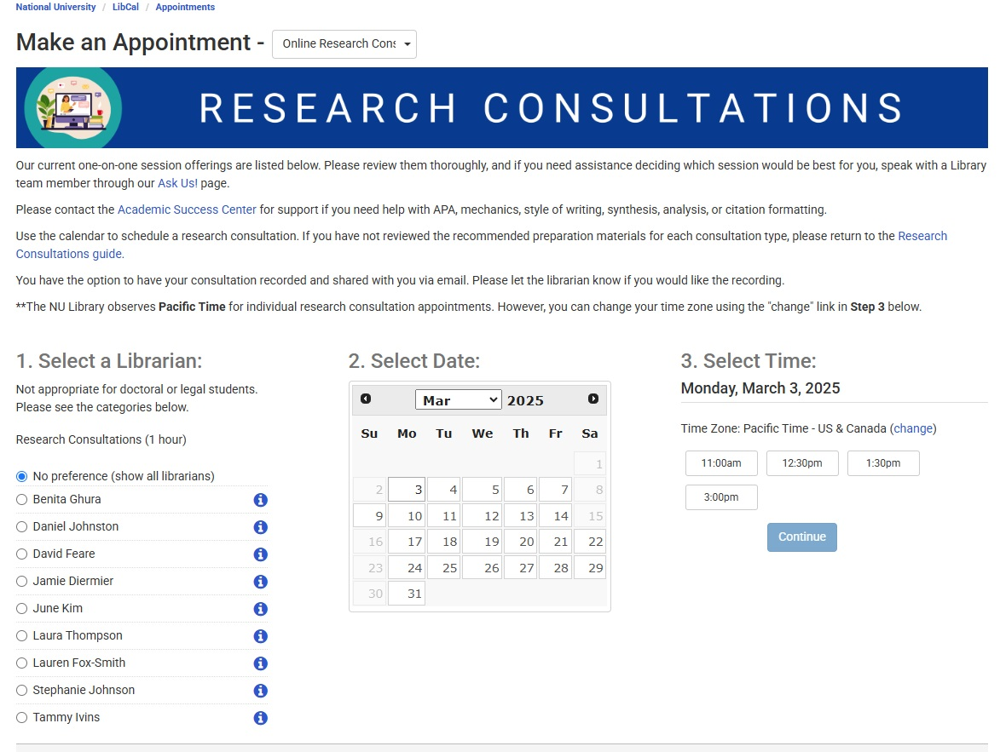 National University / LibCal / Appointments
Make an Appointment - Online Research Cons
RESEARCH CONSULTATIONS
Our current one-on-one session offerings are listed below. Please review them thoroughly, and if you need assistance deciding which session would be best for you, speak with a Library
team member through our Ask Us! page.
Please contact the Academic Success Center for support if you need help with APA, mechanics, style of writing, synthesis, analysis, or citation formatting.
Use the calendar to schedule a research consultation. If you have not reviewed the recommended preparation materials for each consultation type, please return to the Research
Consultations guide.
You have the option to have your consultation recorded and shared with you via email. Please let the librarian know if you would like the recording.
**The NU Library observes Pacific Time for individual research consultation appointments. However, you can change your time zone using the "change" link in Step 3 below.
1. Select a Librarian:
Not appropriate for doctoral or legal students.
Please see the categories below.
Research Consultations (1 hour)
No preference (show all librarians)
Benita Ghura
Daniel Johnston
David Feare
Jamie Diermier
June Kim
Laura Thompson
Lauren Fox-Smith
Stephanie Johnson
Tammy Ivins
2. Select Date:
Mar 2025
Su Mo Tu We Th Fr Sa
1
2 3 4 5 6 7 8
9 10 11 12 13 14 15
16 17 18 19 20 21 22
23 24 25 26 27 28 29
30 31
3. Select Time:
Monday, March 3, 2025
Time Zone: Pacific Time - US & Canada (change)
11:00am 12:30pm 1:30pm
3:00pm
Continue